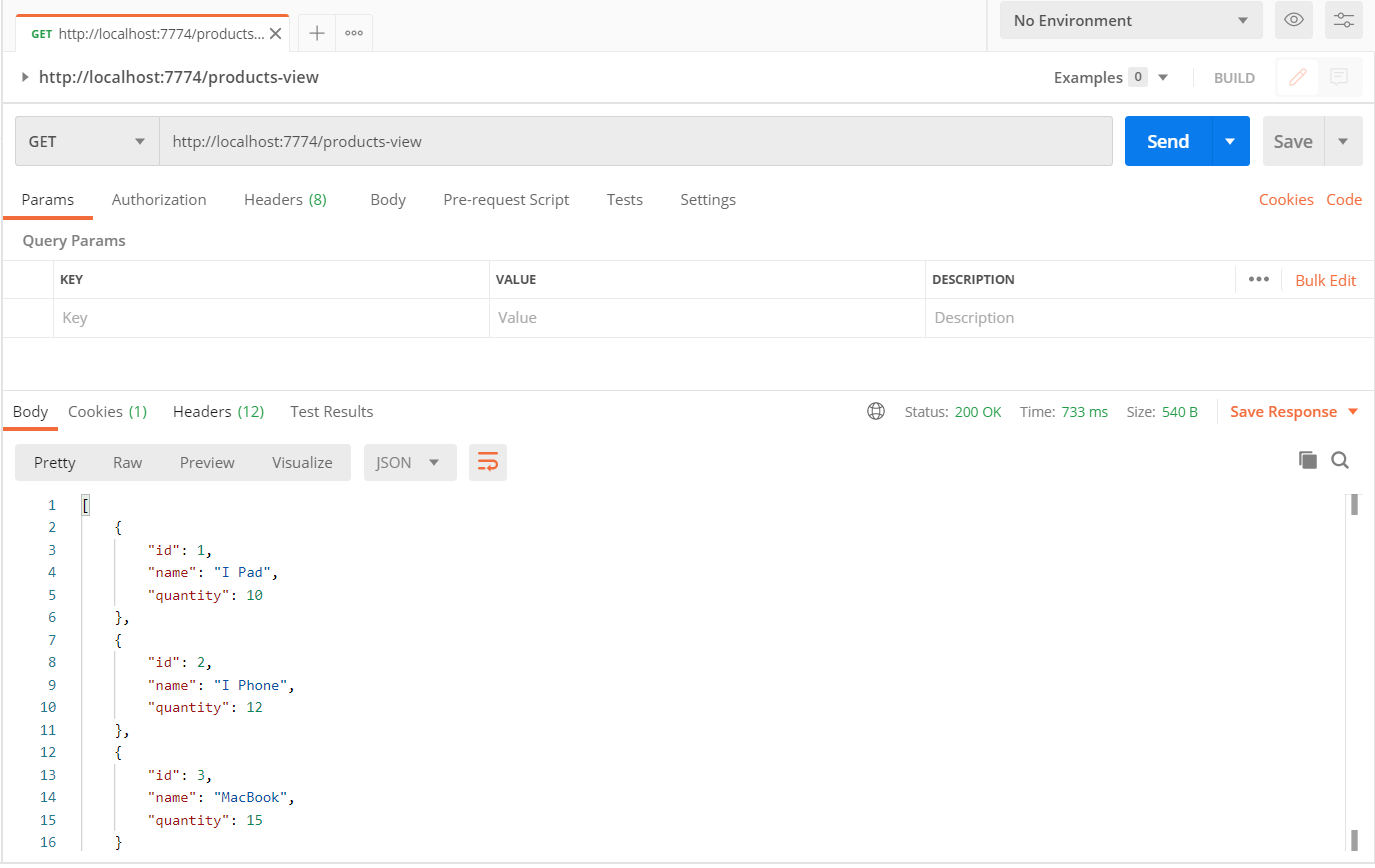 GET http://localhost:7774/products...
No Environment
http://localhost:7774/products-view
Examples 0
BUILD
GET http://localhost:7774/products-view
Send
Save
Params Authorization Headers (8) Body Pre-request Script Tests Settings
Cookies Code
Query Params
KEY VALUE DESCRIPTION
Bulk Edit
Key Value Description
Body Cookies (1) Headers (12) Test Results
Status: 200 OK Time: 733 ms Size: 540 B
Save Response
Pretty Raw Preview Visualize JSON
1 [
2 {
3 "id": 1,
4 "name": "I Pad",
5 "quantity": 10
6 },
7 {
8 "id": 2,
9 "name": "I Phone",
10 "quantity": 12
11 },
12 {
13 "id": 3,
14 "name": "MacBook",
15 "quantity": 15
16 }